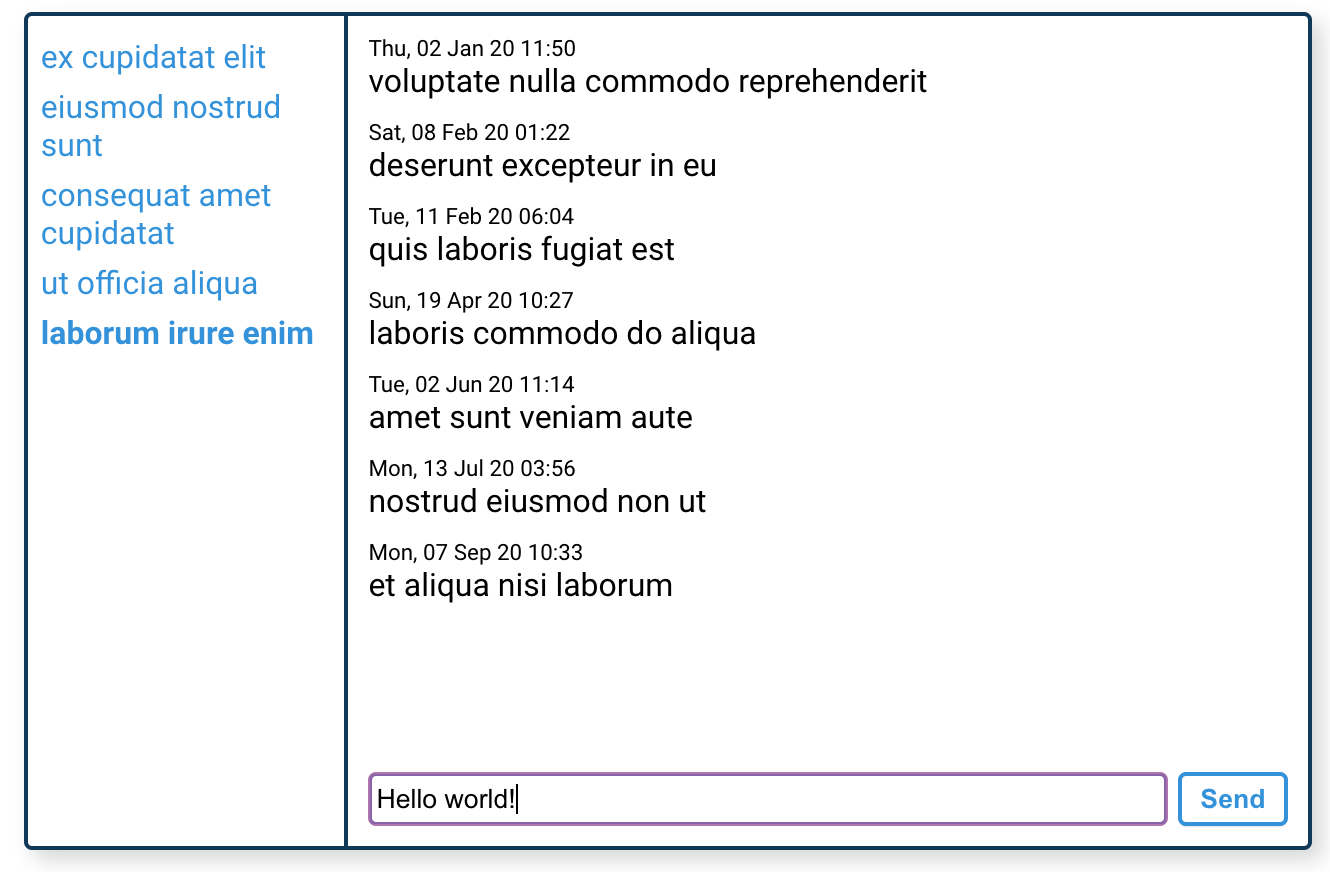 ex cupidatat elit
eiusmod nostrud
sunt
consequat amet
cupidatat
ut officia aliqua
laborum irure enim
Thu, 02 Jan 20 11:50
voluptate nulla commodo reprehenderit
Sat, 08 Feb 20 01:22
deserunt excepteur in eu
Tue, 11 Feb 20 06:04
quis laboris fugiat est
Sun, 19 Apr 20 10:27
laboris commodo do aliqua
Tue, 02 Jun 20 11:14
amet sunt veniam aute
Mon, 13 Jul 20 03:56
nostrud eiusmod non ut
Mon, 07 Sep 20 10:33
et aliqua nisi laborum
Hello world!
Send